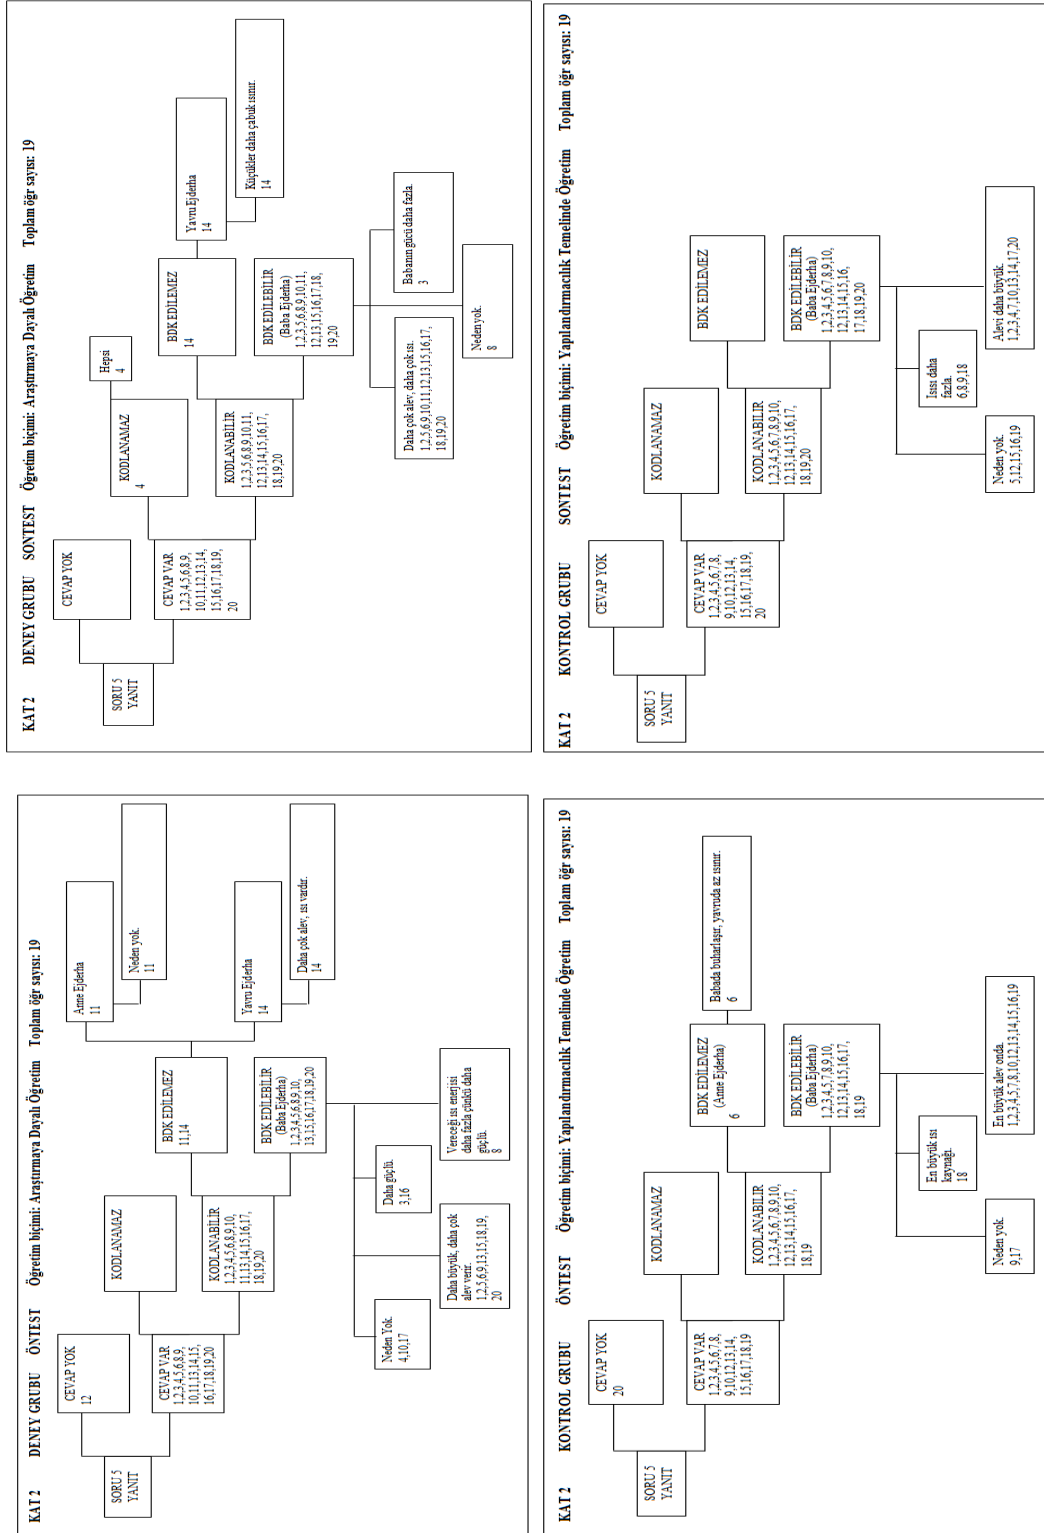 KAT 2 DENEY GRUBU ÖNTEST Öğretim biçimi: Araştırmaya Dayalı Öğretim Toplam öğr sayısı: 19
SORU 5
YANIT
CEVAP YOK
12
CEVAP VAR
1,2,3,4,5,6,8,9,
10,11,13,14,15,
16,17,18,19,20
KODLANAMAZ
KODLANABİLİR
1,2,3,4,5,6,8,9,10,
11,13,14,15,16,17,
18,19,20
BDK EDİLEMEZ
11,14
BDK EDİLEBİLİR
(Baba Ejderha)
1,2,3,4,5,6,8,9,10,
13,15,16,17,18,19,20
Anne Ejderha
11
Neden yok.
11
Yavru Ejderha
14
Daha çok alev, ısı vardır.
14
Neden Yok.
4,10,17
Daha büyük, daha çok
alev verir.
1,2,5,6,9,13,15,18,19,
20
Daha güçlü.
3,16
Vereceği ısı enerjisi
daha fazla çünkü daha
güçlü.
8
KAT 2 DENEY GRUBU SONTEST Öğretim biçimi: Araştırmaya Dayalı Öğretim Toplam öğr sayısı: 19
SORU 5
YANIT
CEVAP YOK
CEVAP VAR
1,2,3,4,5,6,8,9,
10,11,12,13,14,
15,16,17,18,19,
20
KODLANAMAZ
4
Hepsi
4
KODLANABİLİR
1,2,3,5,6,8,9,10,11,
12,13,14,15,16,17,
18,19,20
BDK EDİLEMEZ
14
Yavru Ejderha
14
Küçükler daha çabuk ısınır.
14
BDK EDİLEBİLİR
(Baba Ejderha)
1,2,3,5,6,8,9,10,11,
12,13,15,16,17,18,
19,20
Daha çok alev, daha çok ısı.
1,2,5,6,9,10,11,12,13,15,16,17,
18,19,20
Babanın gücü daha fazla.
3
Neden yok.
8
KAT 2 KONTROL GRUBU ÖNTEST Öğretim biçimi: Yapılandırmacılık Temelinde Öğretim Toplam öğr sayısı: 19
SORU 5
YANIT
CEVAP YOK
20
CEVAP VAR
1,2,3,4,5,6,7,8,
9,10,12,13,14,
15,16,17,18,19
KODLANAMAZ
KODLANABİLİR
1,2,3,4,5,6,7,8,9,10,
12,13,14,15,16,17,
18,19
BDK EDİLEMEZ
(Anne Ejderha)
6
Babada buharlaşır, yavruda az ısınır.
6
BDK EDİLEBİLİR
(Baba Ejderha)
1,2,3,4,5,7,8,9,10,
12,13,14,15,16,17,
18,19
Neden yok.
9,17
En büyük ısı
kaynağı.
18
En büyük alev onda.
1,2,3,4,5,7,8,10,12,13,14,15,16,19
KAT 2 KONTROL GRUBU SONTEST Öğretim biçimi: Yapılandırmacılık Temelinde Öğretim Toplam öğr sayısı: 19
SORU 5
YANIT
CEVAP YOK
CEVAP VAR
1,2,3,4,5,6,7,8,
9,10,12,13,14,
15,16,17,18,19,
20
KODLANAMAZ
KODLANABİLİR
1,2,3,4,5,6,7,8,9,10,
12,13,14,15,16,17,
18,19,20
BDK EDİLEMEZ
BDK EDİLEBİLİR
(Baba Ejderha)
1,2,3,4,5,6,7,8,9,10,
12,13,14,15,16,
17,18,19,20
Neden yok.
5,12,15,16,19
Isısı daha
fazla.
6,8,9,18
Alevi daha büyük.
1,2,3,4,7,10,13,14,17,20